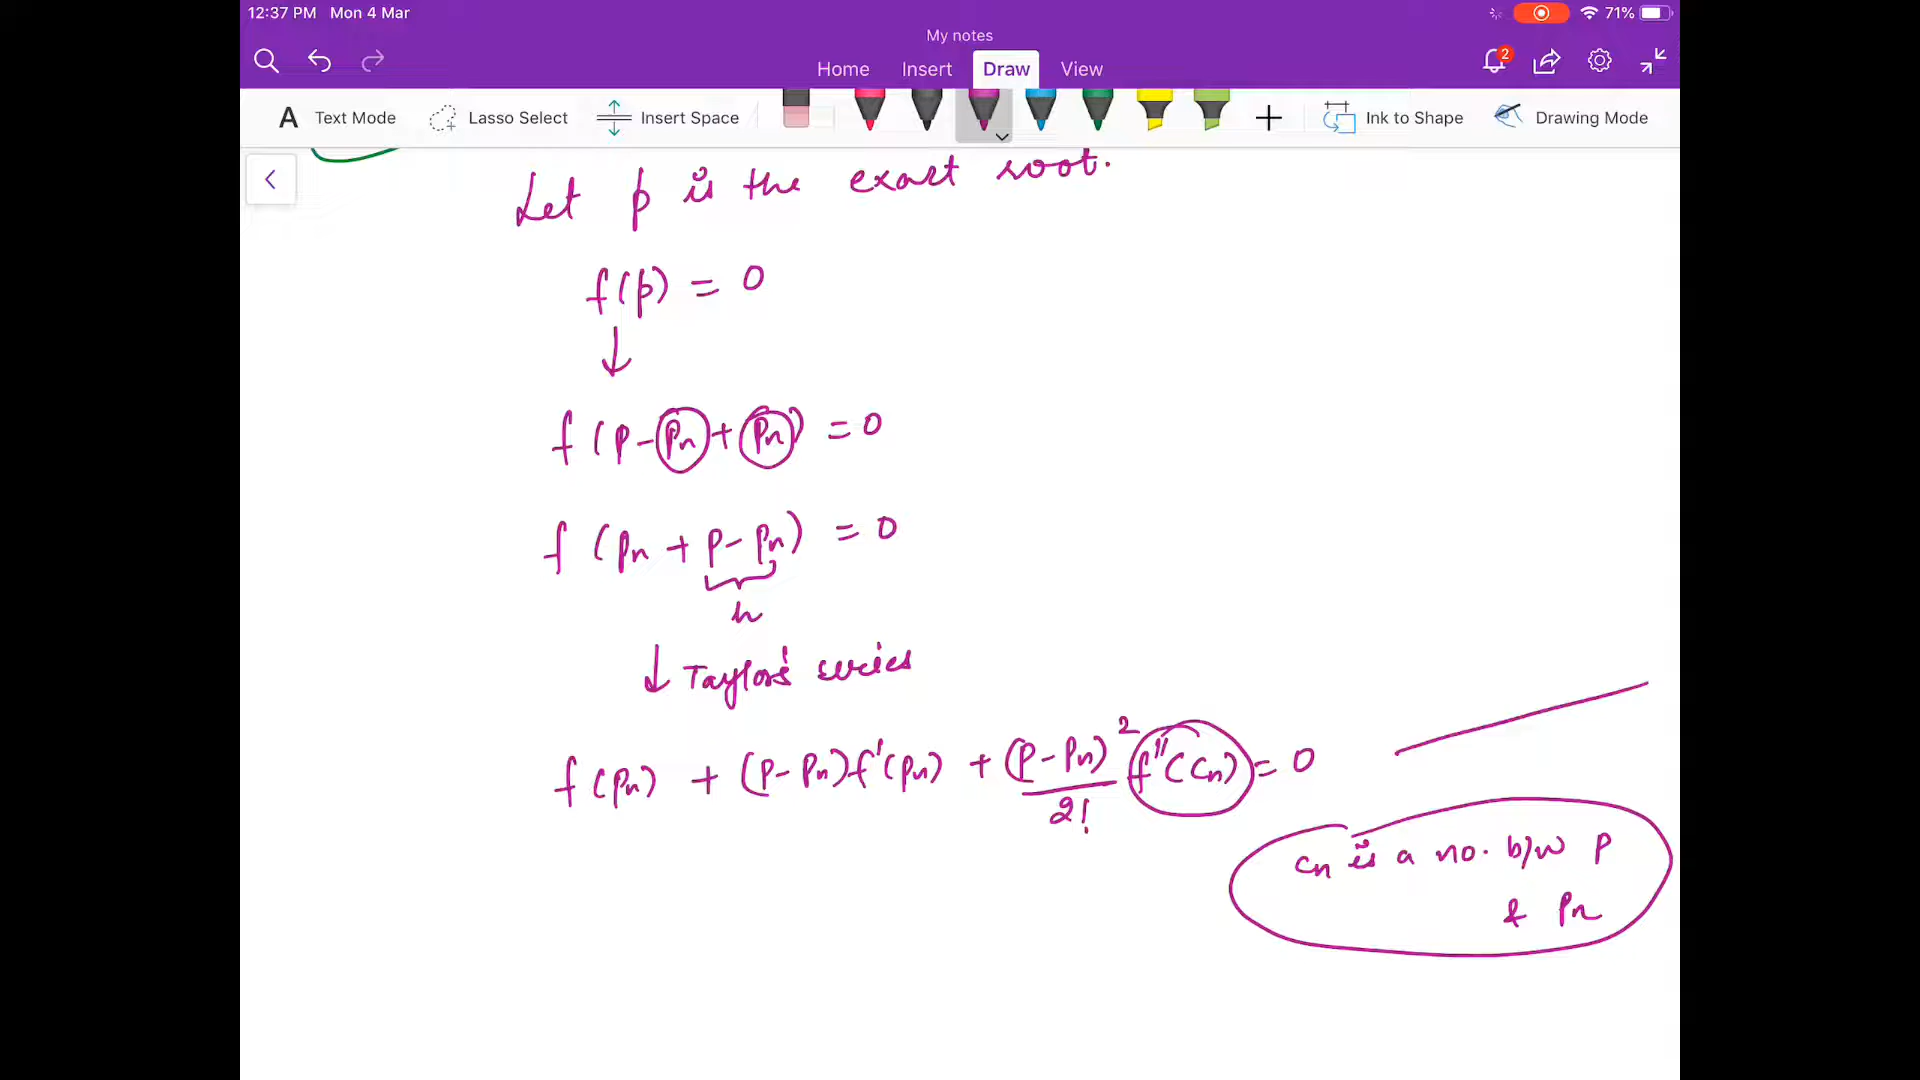 12:37 PM Mon 4 Mar 71%
My notes
Home Insert Draw View 2
A Text Mode Lasso Select Insert Space Ink to Shape Drawing Mode
Let p is the exact root.
f(p) = 0
f(p-pn+pn) = 0
f(pn + p-pn) = 0
h
↓ Taylor's series
f(pn) + (p-pn)f'(pn) + (p-pn)²/2! f''(cn) = 0
cn is a no. b/w p
& pn